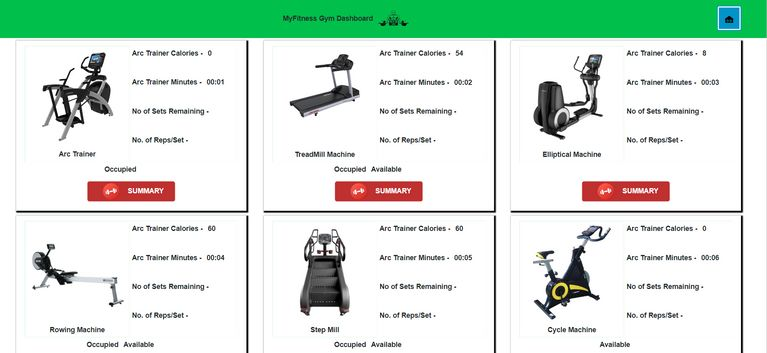 MyFitness Gym Dashboard
Arc Trainer Calories - 0
Arc Trainer Minutes - 00:01
No of Sets Remaining -
No. of Reps/Set -
Arc Trainer
Occupied
SUMMARY
Arc Trainer Calories - 54
Arc Trainer Minutes - 00:02
No of Sets Remaining -
No. of Reps/Set -
TreadMill Machine
Occupied Available
SUMMARY
Arc Trainer Calories - 8
Arc Trainer Minutes - 00:03
No of Sets Remaining -
No. of Reps/Set -
Elliptical Machine
SUMMARY
Arc Trainer Calories - 60
Arc Trainer Minutes - 00:04
No of Sets Remaining -
No. of Reps/Set -
Rowing Machine
Occupied Available
Arc Trainer Calories - 60
Arc Trainer Minutes - 00:05
No of Sets Remaining -
No. of Reps/Set -
Step Mill
Occupied Available
Arc Trainer Calories - 0
Arc Trainer Minutes - 00:06
No of Sets Remaining -
No. of Reps/Set -
Cycle Machine
Available